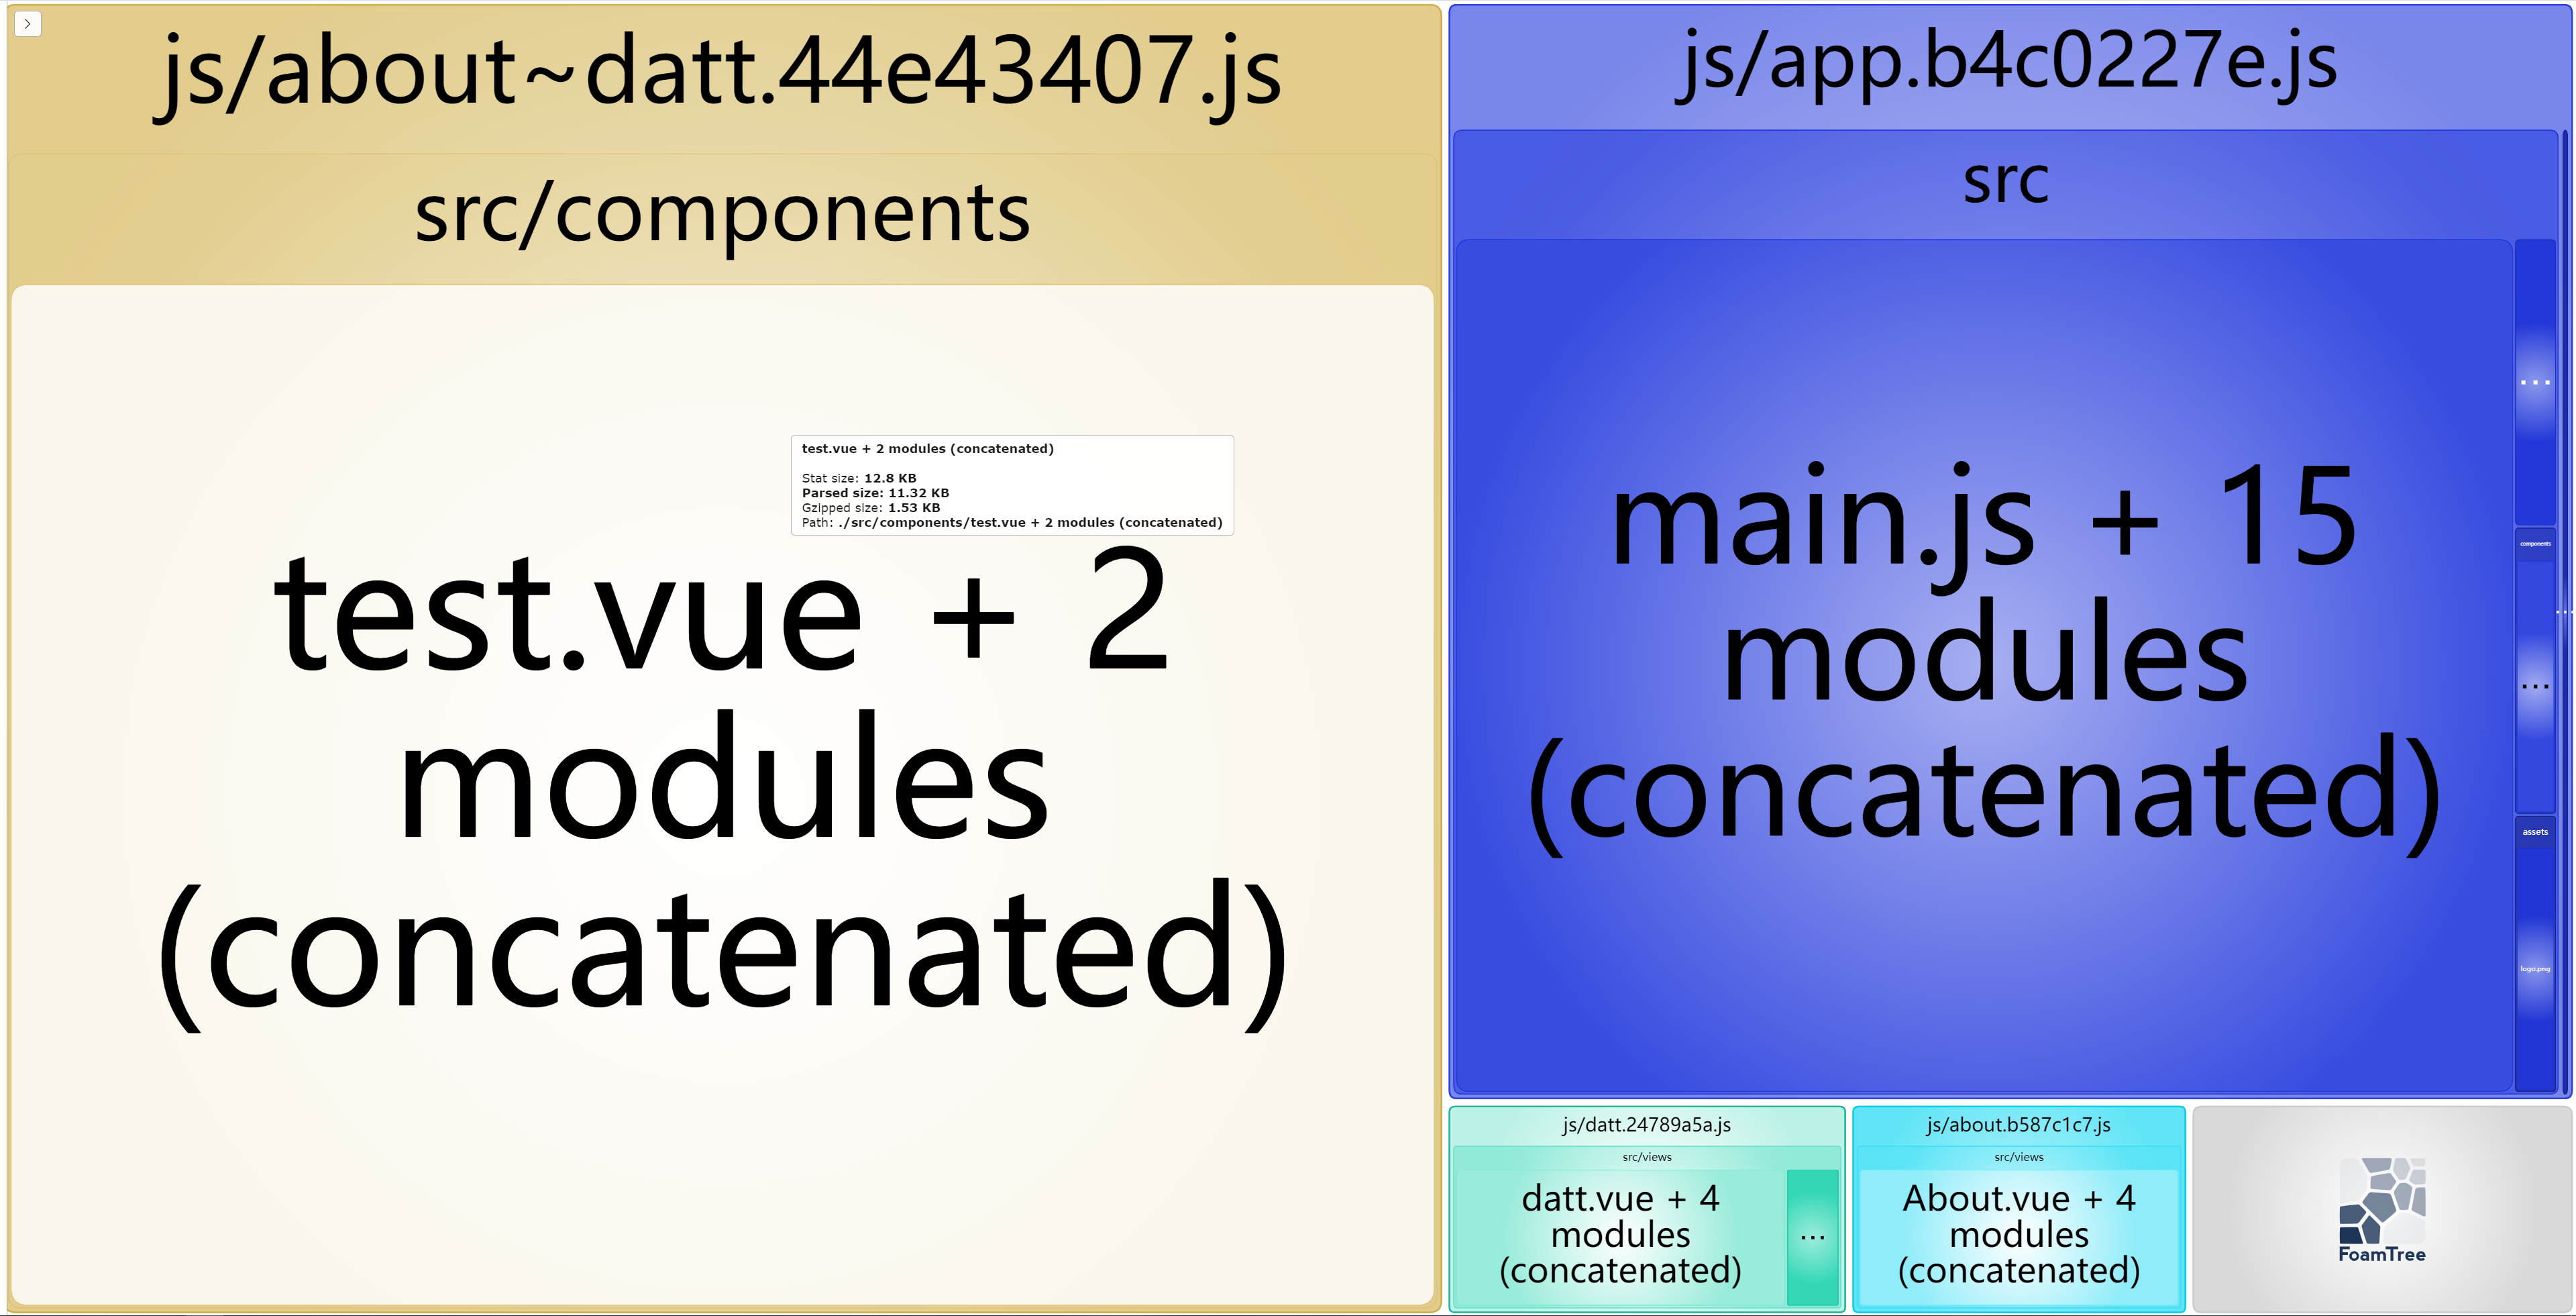 js/about~datt.44e43407.js
src/components
test.vue + 2 modules (concatenated)
Stat size: 12.8 KB
Parsed size: 11.32 KB
Gzipped size: 1.53 KB
Path: ./src/components/test.vue + 2 modules (concatenated)
test.vue + 2
modules
(concatenated)
js/app.b4c0227e.js
src
main.js + 15
modules
(concatenated)
...
components
...
assets
logo.png
...
js/datt.24789a5a.js
src/views
datt.vue + 4
modules
(concatenated)
...
js/about.b587c1c7.js
src/views
About.vue + 4
modules
(concatenated)
FoamTree